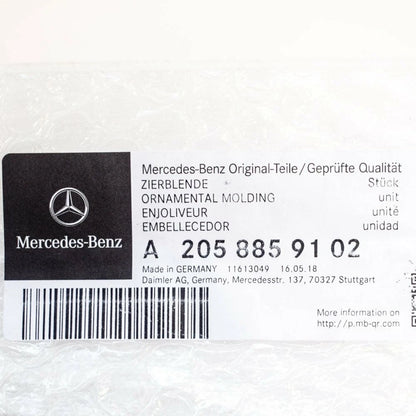 Mercedes-Benz
Mercedes-Benz Original-Teile/Geprüfte Qualität
ZIERBLENDE Stück
ORNAMENTAL MOLDING unit
ENJOLIVEUR unité
EMBELLECEDOR unidad
A 205 885 91 02
Made in GERMANY 11613049 16.05.18
Daimler AG, Germany, Mercedesstr. 137, 70327 Stuttgart
More information on
http://p.mb-qr.com/